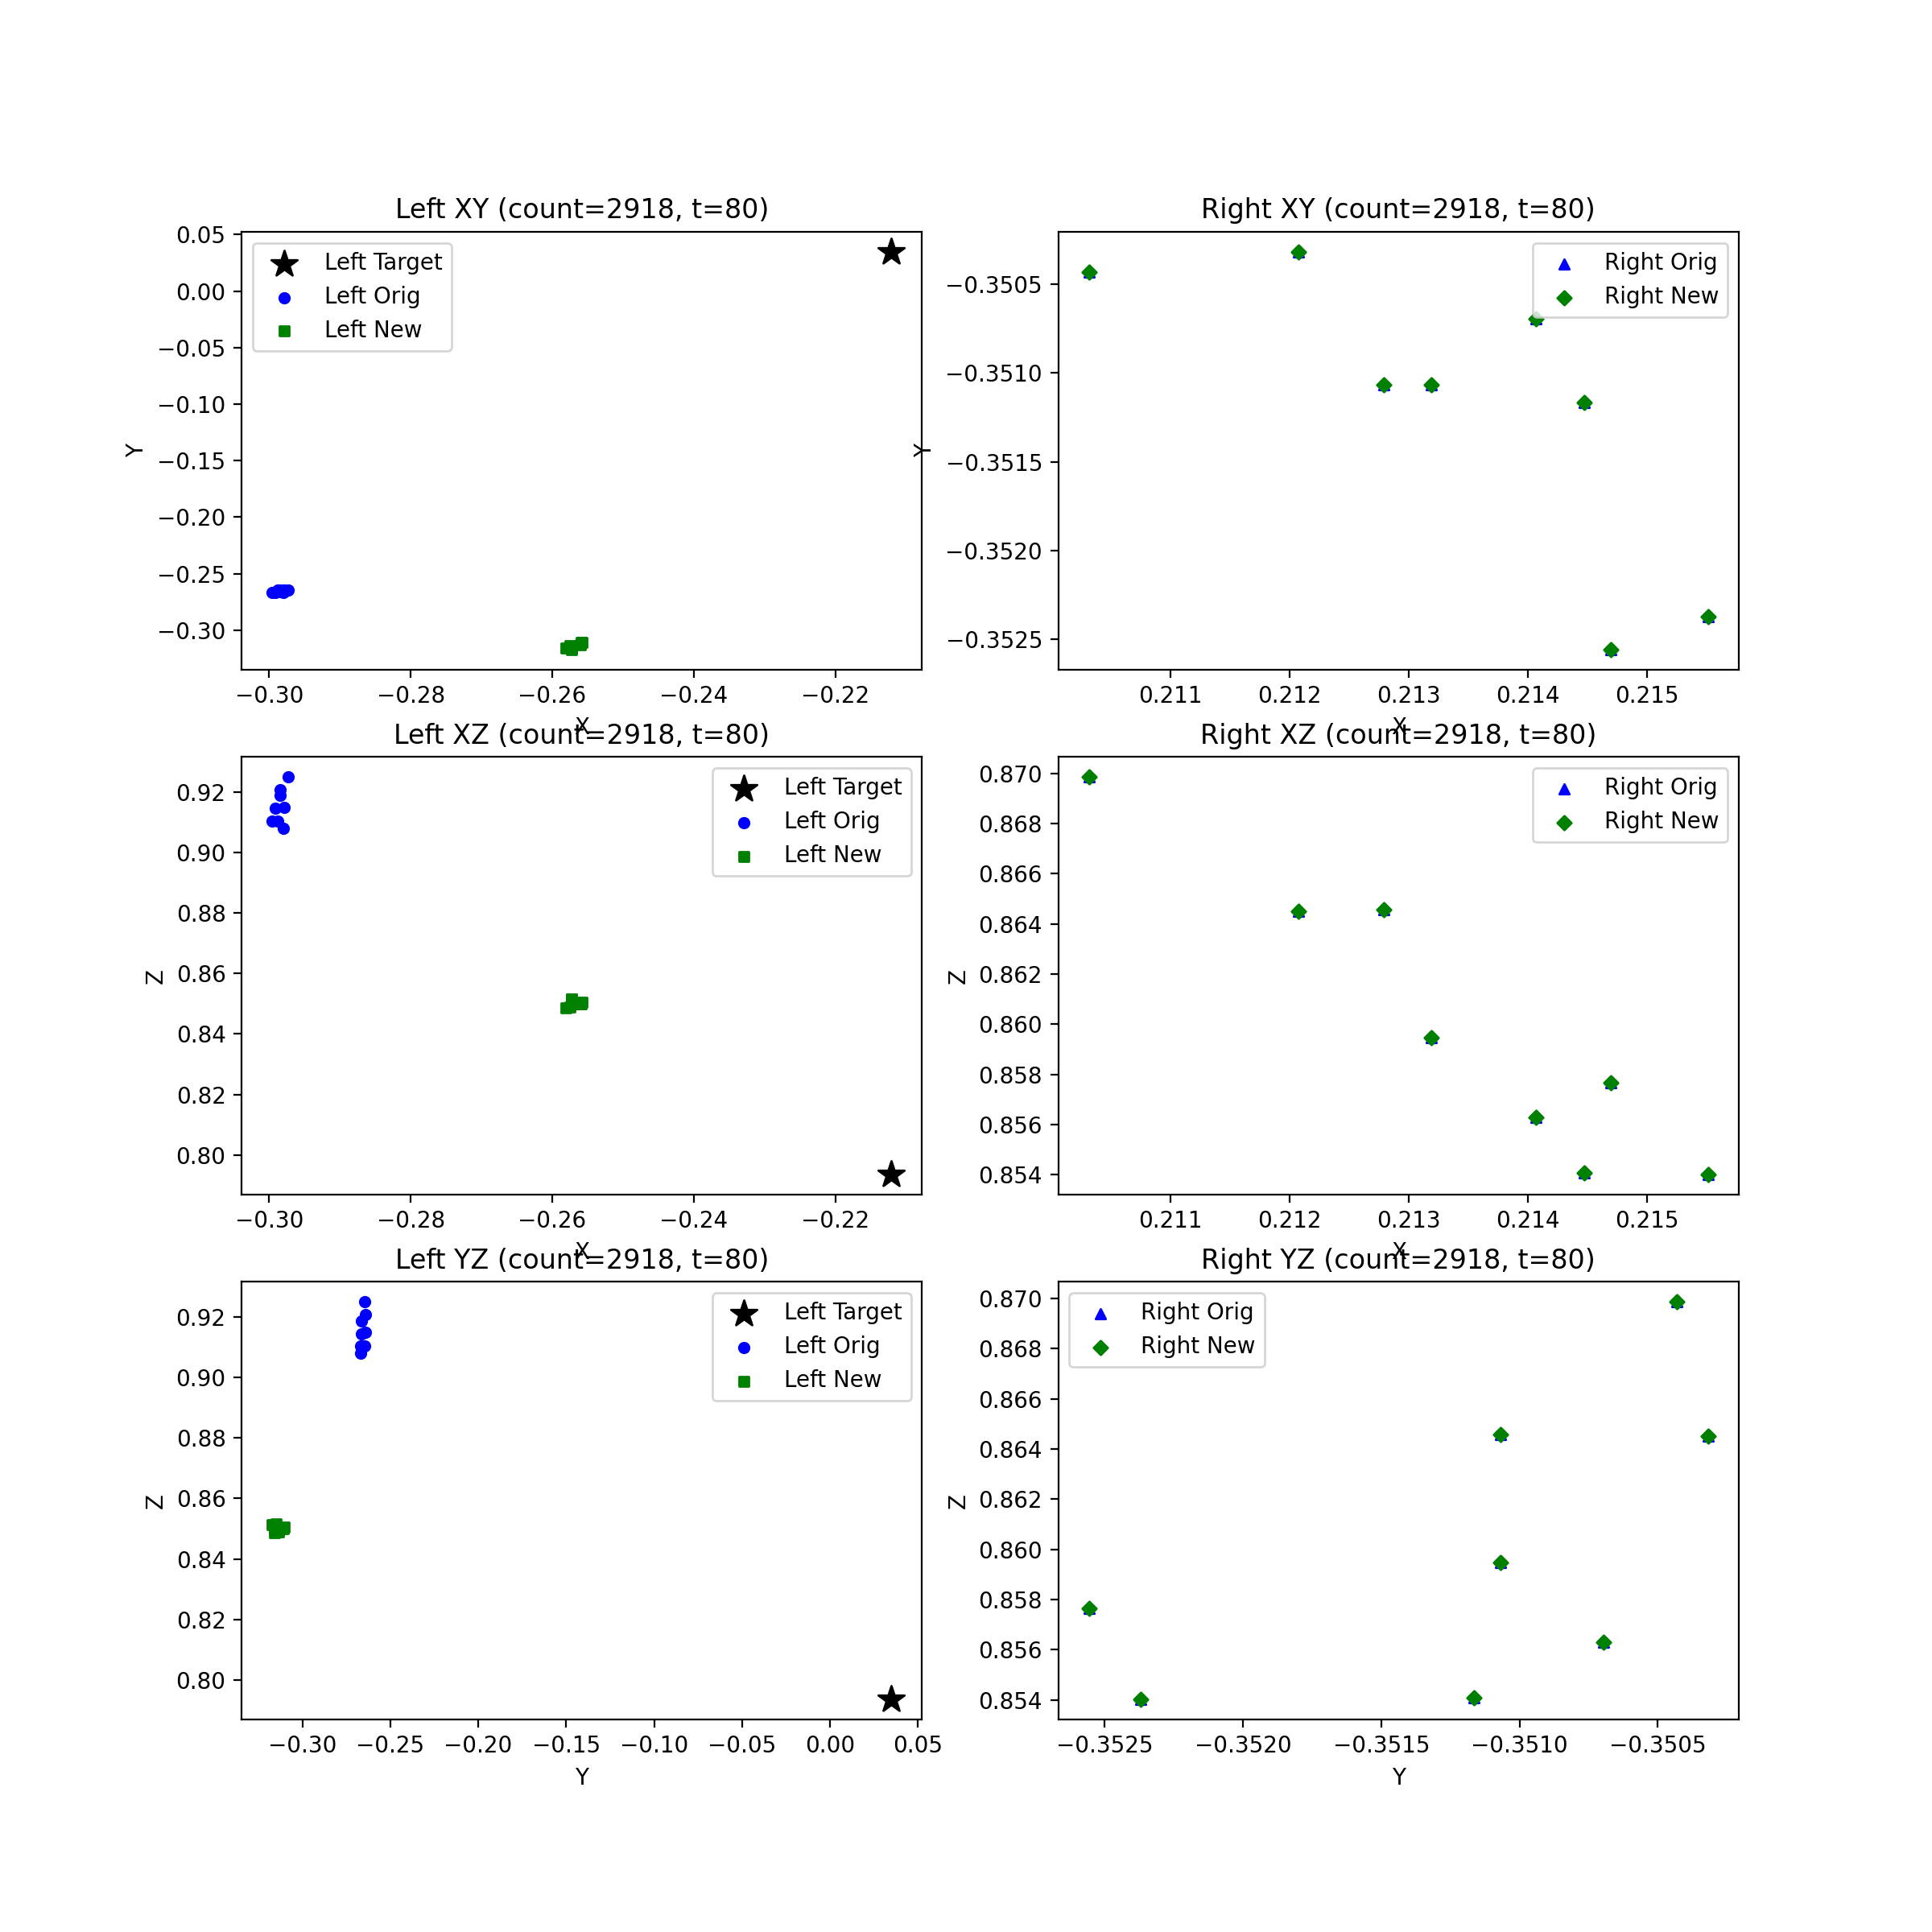 Left XY (count=2918, t=80)
Left Target
Left Orig
Left New
0.05
0.00
−0.05
−0.10
−0.15
−0.20
−0.25
−0.30
Y
−0.30 −0.28 −0.26 −0.24 −0.22
X
Right XY (count=2918, t=80)
Right Orig
Right New
−0.3505
−0.3510
−0.3515
−0.3520
−0.3525
Y
0.211 0.212 0.213 0.214 0.215
X
Left XZ (count=2918, t=80)
Left Target
Left Orig
Left New
0.92
0.90
0.88
0.86
0.84
0.82
0.80
Z
−0.30 −0.28 −0.26 −0.24 −0.22
X
Right XZ (count=2918, t=80)
Right Orig
Right New
0.870
0.868
0.866
0.864
0.862
0.860
0.858
0.856
0.854
Z
0.211 0.212 0.213 0.214 0.215
X
Left YZ (count=2918, t=80)
Left Target
Left Orig
Left New
0.92
0.90
0.88
0.86
0.84
0.82
0.80
Z
−0.30 −0.25 −0.20 −0.15 −0.10 −0.05 0.00 0.05
Y
Right YZ (count=2918, t=80)
Right Orig
Right New
0.870
0.868
0.866
0.864
0.862
0.860
0.858
0.856
0.854
Z
−0.3525 −0.3520 −0.3515 −0.3510 −0.3505
Y